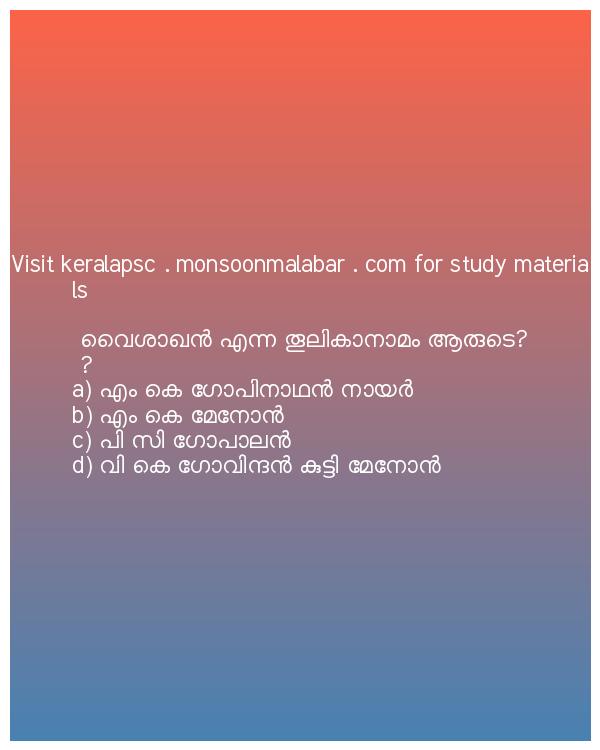 Visit keralapsc . monsoonmalabar . com for study materia
ls
വൈശാഖൻ എന്ന തൂലികാനാമം ആരുടെ?
?
a) എം കെ ഗോപിനാഥൻ നായർ
b) എം കെ മേനോൻ
c) പി സി ഗോപാലൻ
d) വി കെ ഗോവിന്ദൻ കുട്ടി മേനോൻ